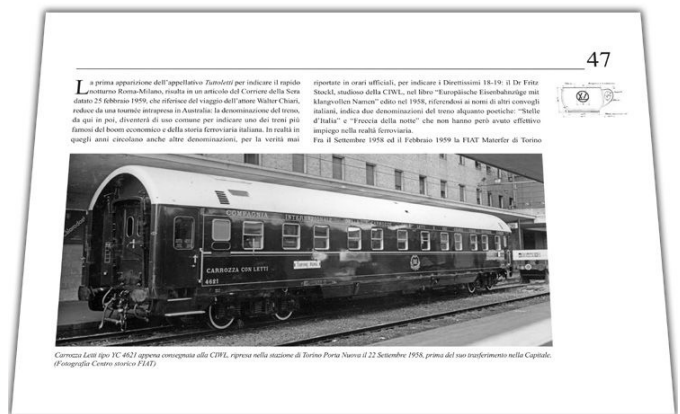 47
La prima apparizione dell'appellativo Tuttoletti per indicare il rapido
notturno Roma-Milano, risalta in un articolo del Corriere della Sera
datato 25 febbraio 1959, che riferisce del viaggio dell'attore Walter Chiari,
reduce da una tournée intrapresa in Australia: la denominazione del treno,
da qui in poi, diventerà di uso comune per indicare uno dei treni più
famosi del boom economico e della storia ferroviaria italiana. In realtà in
quegli anni circolano anche altre denominazioni, per la verità mai
riportate in orari ufficiali, per indicare i Direttissimi 18-19: il Dr Fritz
Stockl, studioso della CIWL, nel libro "Europäische Eisenbahnzüge mit
klangvollen Namen" edito nel 1958, riferendosi ai nomi di altri convogli
italiani, indica due denominazioni del treno alquanto poetiche: "Stelle
d'Italia" e "Freccia della notte" che non hanno però avuto effettivo
impiego nella realtà ferroviaria.
Fra il Settembre 1958 ed il Febbraio 1959 la FIAT Materfer di Torino
COMPAGNIA INTERNAZIONALE
CARROZZA CON LETTI
4621
Carrozza Letti tipo YC 4621 appena consegnata alla CIWL, ripresa nella stazione di Torino Porta Nuova il 22 Settembre 1958, prima del suo trasferimento nella Capitale.
(Fotografia Centro storico FIAT)